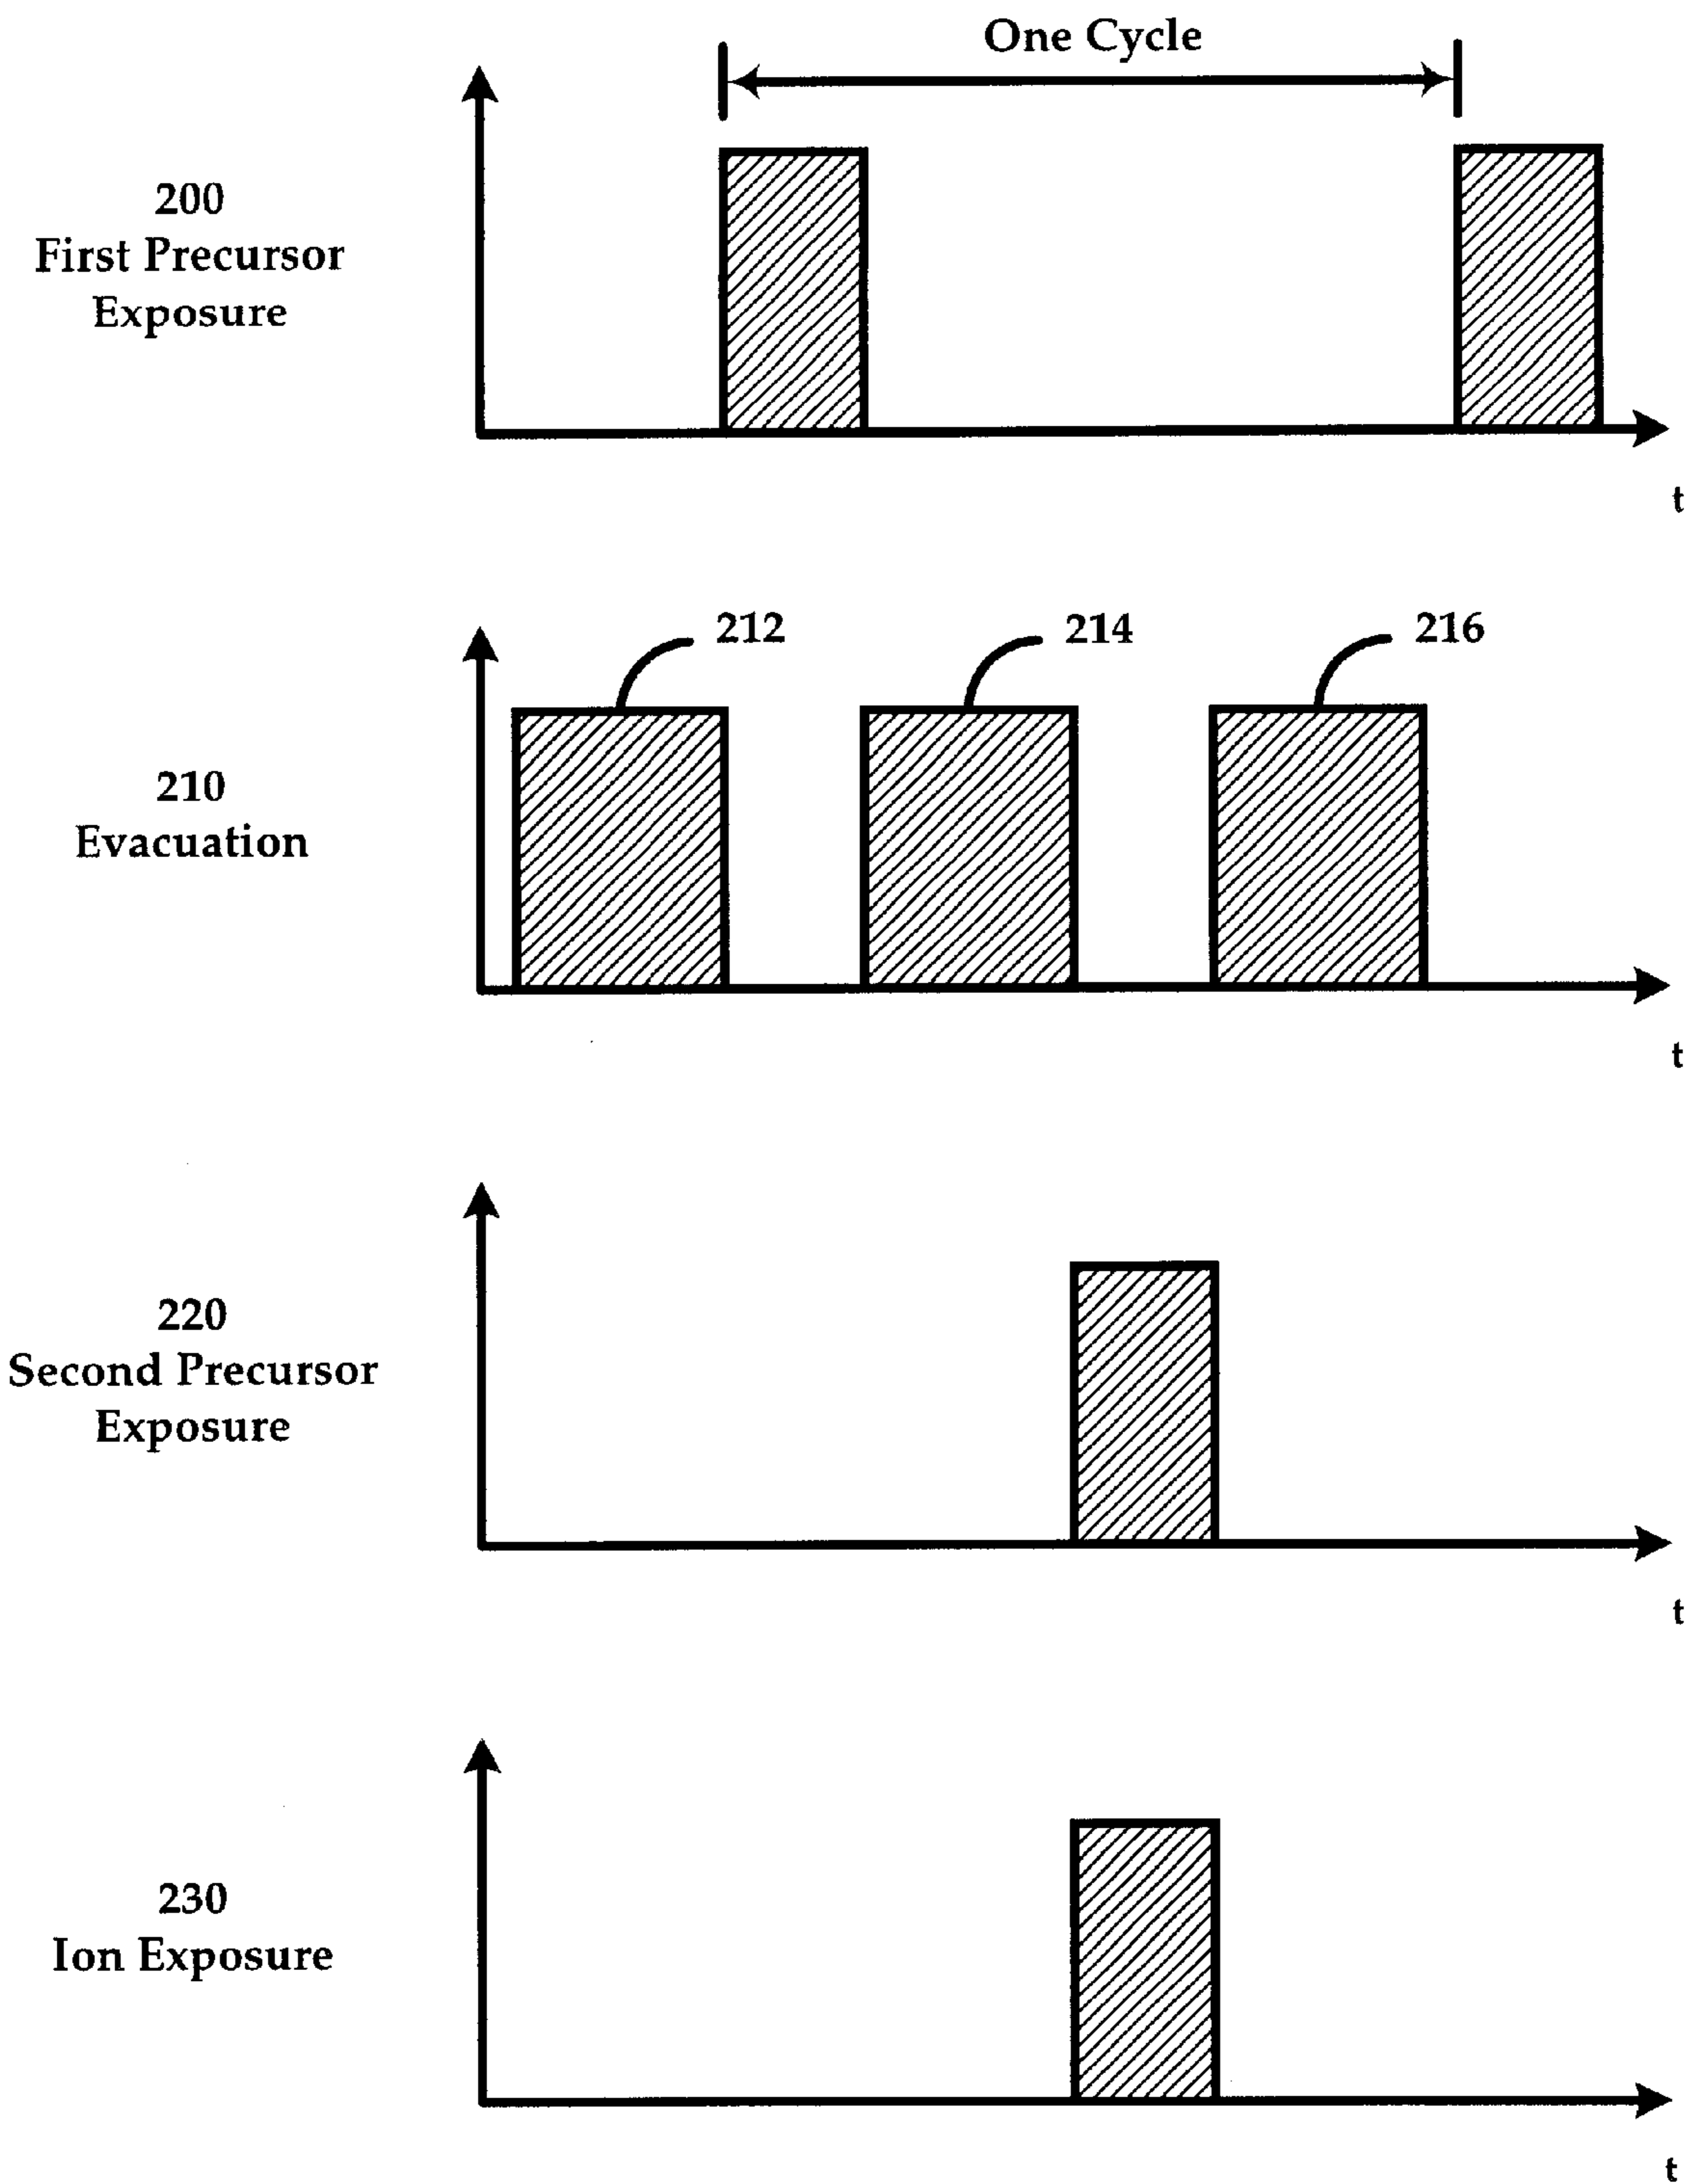 One Cycle
200
First Precursor
Exposure
t
212
214
216
210
Evacuation
t
220
Second Precursor
Exposure
t
230
Ion Exposure
t